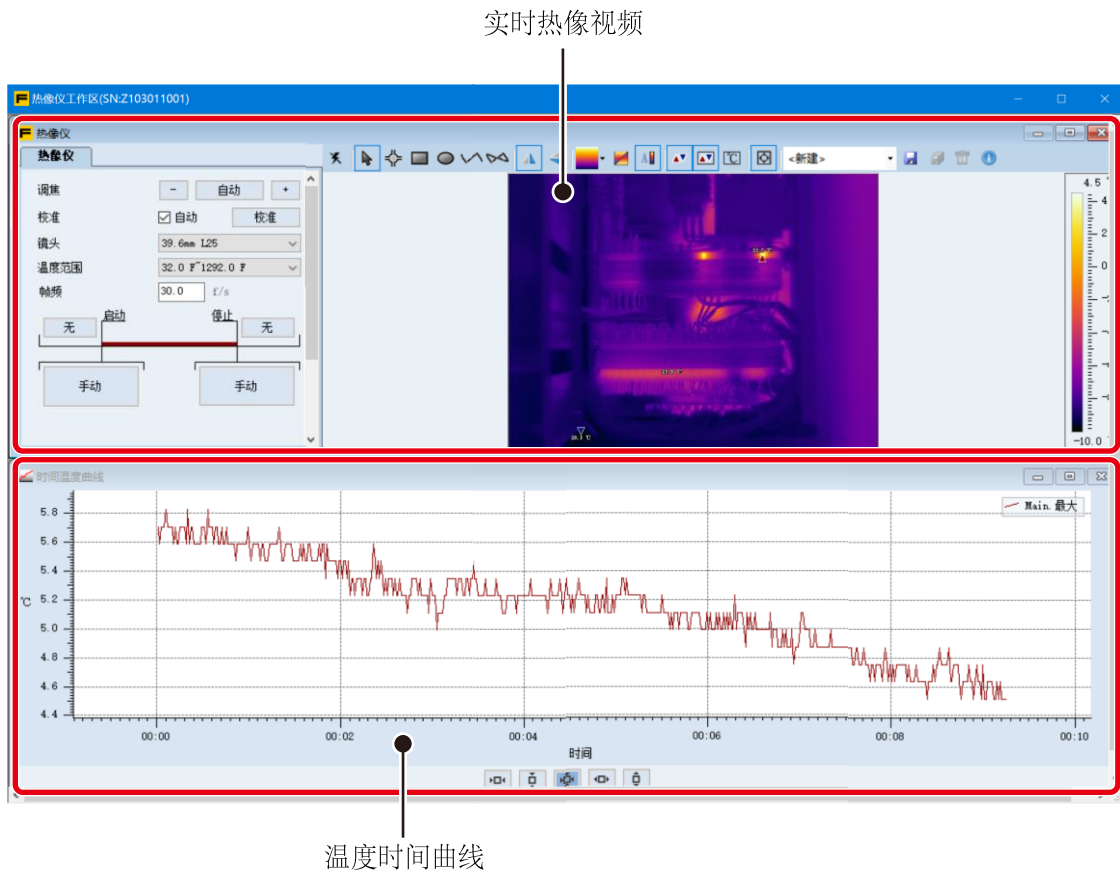 实时热像视频
热像仪工作区(SN:Z103011001)
热像仪
热像仪
<新建>
调焦 - 自动 +
校准 自动 校准
镜头 39.6mm L25
温度范围 32.0 F~1292.0 F
帧频 30.0 f/s
启动 停止
无 无
手动 手动
℃
4.5 °
4
2
0
-10.0
时间温度曲线
Main.最大
5.8
5.6
5.4
5.2
5.0
4.8
4.6
4.4
℃
00:00 00:02 00:04 00:06 00:08 00:10
时间
温度时间曲线